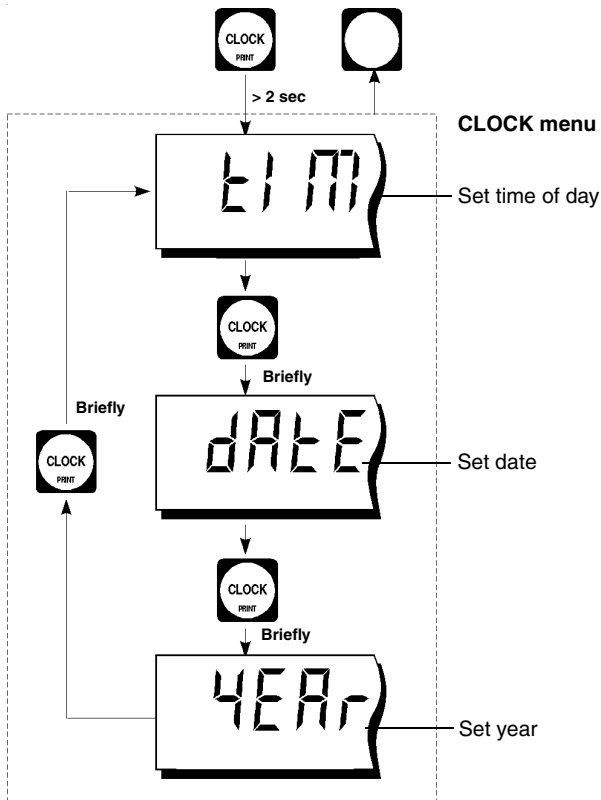 CLOCK
PRINT
> 2 sec
CLOCK menu
tIM
Set time of day
CLOCK
PRINT
Briefly
Briefly
dAtE
CLOCK
PRINT
Set date
CLOCK
PRINT
Briefly
YEAr
Set year